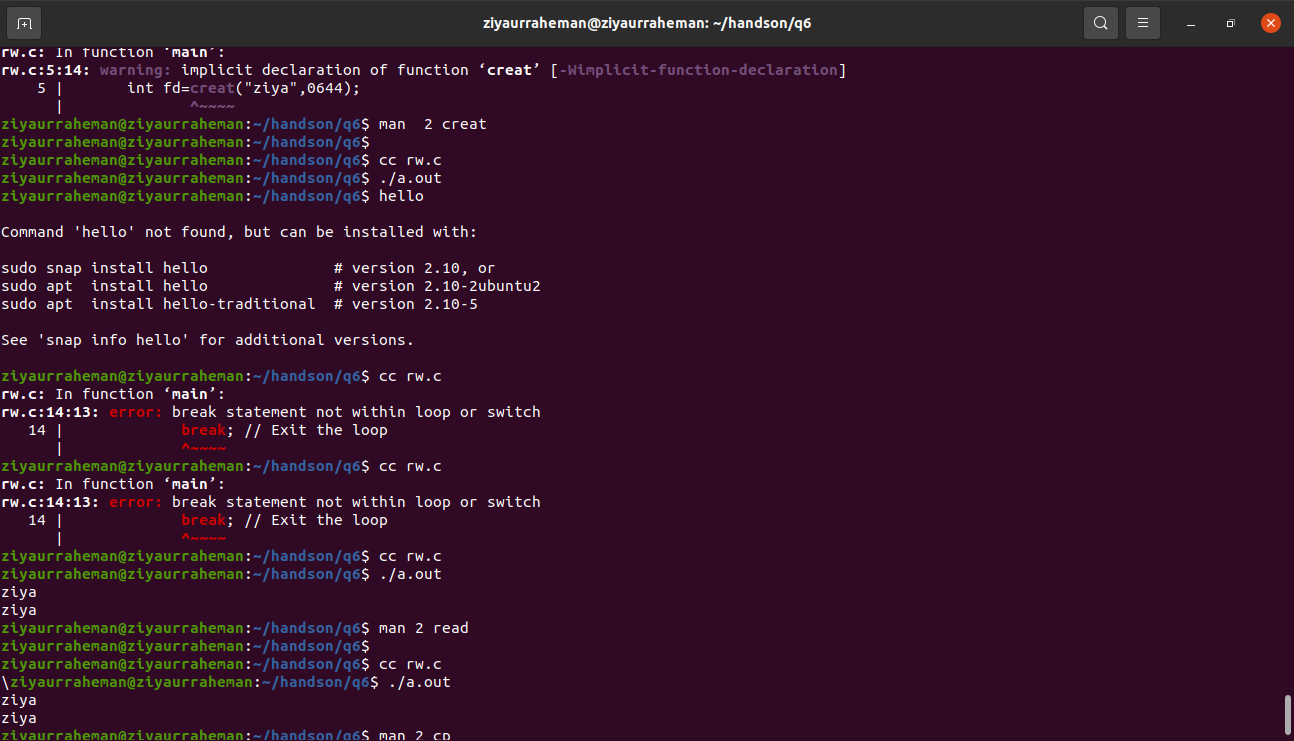 ziyaurraheman@ziyaurraheman: ~/handson/q6
rw.c: In function ‘main’:
rw.c:5:14: warning: implicit declaration of function ‘creat’ [-Wimplicit-function-declaration]
    5 |       int fd=creat("ziya",0644);
      |              ^~~~~
ziyaurraheman@ziyaurraheman:~/handson/q6$ man  2 creat
ziyaurraheman@ziyaurraheman:~/handson/q6$
ziyaurraheman@ziyaurraheman:~/handson/q6$ cc rw.c
ziyaurraheman@ziyaurraheman:~/handson/q6$ ./a.out
ziyaurraheman@ziyaurraheman:~/handson/q6$ hello

Command 'hello' not found, but can be installed with:

sudo snap install hello              # version 2.10, or
sudo apt  install hello              # version 2.10-2ubuntu2
sudo apt  install hello-traditional  # version 2.10-5

See 'snap info hello' for additional versions.

ziyaurraheman@ziyaurraheman:~/handson/q6$ cc rw.c
rw.c: In function ‘main’:
rw.c:14:13: error: break statement not within loop or switch
   14 |             break; // Exit the loop
      |             ^~~~~
ziyaurraheman@ziyaurraheman:~/handson/q6$ cc rw.c
rw.c: In function ‘main’:
rw.c:14:13: error: break statement not within loop or switch
   14 |             break; // Exit the loop
      |             ^~~~~
ziyaurraheman@ziyaurraheman:~/handson/q6$ cc rw.c
ziyaurraheman@ziyaurraheman:~/handson/q6$ ./a.out
ziya
ziya
ziyaurraheman@ziyaurraheman:~/handson/q6$ man 2 read
ziyaurraheman@ziyaurraheman:~/handson/q6$
ziyaurraheman@ziyaurraheman:~/handson/q6$ cc rw.c
\ziyaurraheman@ziyaurraheman:~/handson/q6$ ./a.out
ziya
ziya
ziyaurraheman@ziyaurraheman:~/handson/q6$ man 2 cp